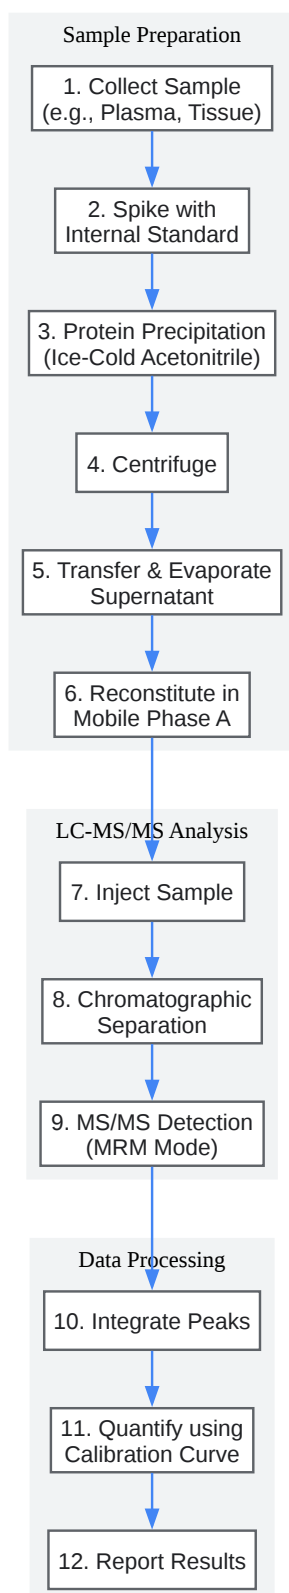 Sample Preparation
1. Collect Sample
(e.g., Plasma, Tissue)
2. Spike with
Internal Standard
3. Protein Precipitation
(Ice-Cold Acetonitrile)
4. Centrifuge
5. Transfer & Evaporate
Supernatant
6. Reconstitute in
Mobile Phase A
LC-MS/MS Analysis
7. Inject Sample
8. Chromatographic
Separation
9. MS/MS Detection
(MRM Mode)
Data Processing
10. Integrate Peaks
11. Quantify using
Calibration Curve
12. Report Results